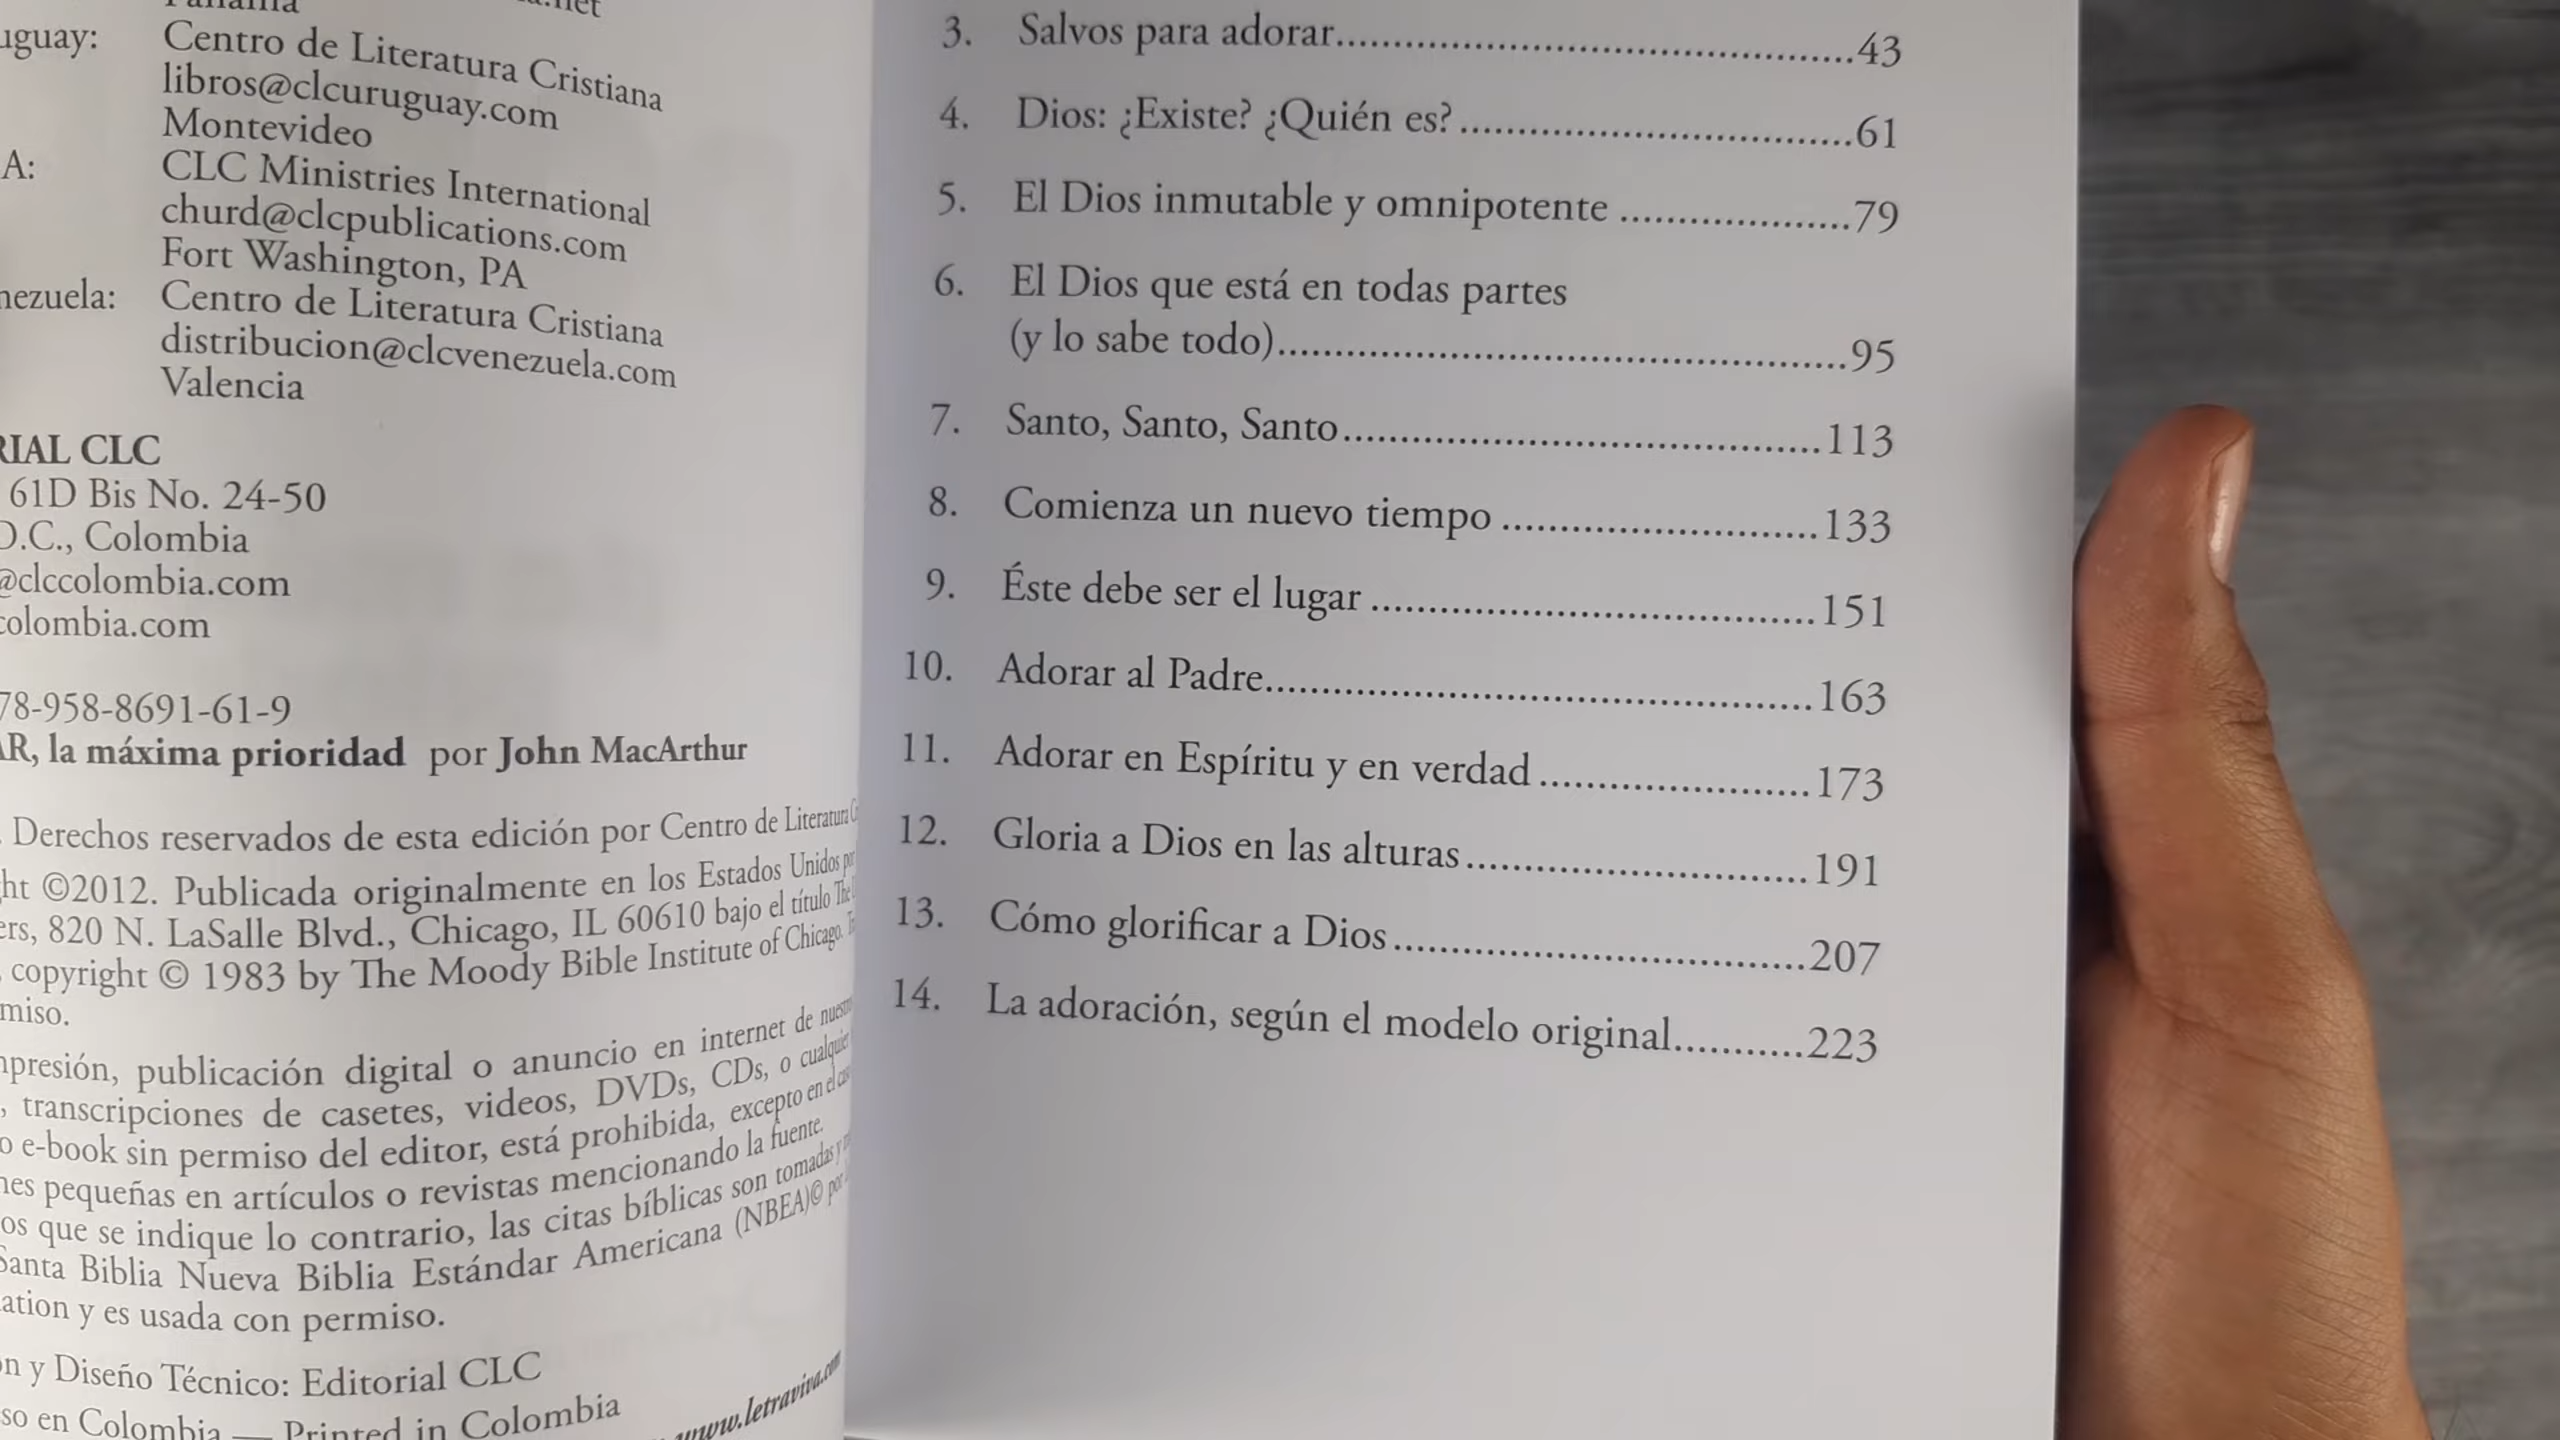 Panamá
Centro de Literatura Cristiana
libros@clcuruguay.com
Montevideo
A:
CLC Ministries International
churd@clcpublications.com
Fort Washington, PA
Centro de Literatura Cristiana
distribucion@clcvenezuela.com
Valencia
CLC
61D Bis No. 24-50
D.C., Colombia
@clccolombia.com
colombia.com
78-958-8691-61-9
AR, la máxima prioridad por John MacArthur
Derechos reservados de esta edición por Centro de Literatura
©2012. Publicada originalmente en los Estados Unidos por
820 N. LaSalle Blvd., Chicago, IL 60610 bajo el título The
copyright © 1983 by The Moody Bible Institute of Chicago.
miso.
presión, publicación digital o anuncio en internet de
, transcripciones de casetes, videos, DVDs, CDs, o cualquier
o e-book sin permiso del editor, está prohibida, excepto en el
nes pequeñas en artículos o revistas mencionando la fuente.
os que se indique lo contrario, las citas bíblicas son tomadas y
Santa Biblia Nueva Biblia Estándar Americana (NBEA)© por
ation y es usada con permiso.
n y Diseño Técnico: Editorial CLC
so en Colombia — Printed in Colombia
www.letraviva.com
3. Salvos para adorar 43
4. Dios: ¿Existe? ¿Quién es? 61
5. El Dios inmutable y omnipotente 79
6. El Dios que está en todas partes
(y lo sabe todo) 95
7. Santo, Santo, Santo 113
8. Comienza un nuevo tiempo 133
9. Éste debe ser el lugar 151
10. Adorar al Padre 163
11. Adorar en Espíritu y en verdad 173
12. Gloria a Dios en las alturas 191
13. Cómo glorificar a Dios 207
14. La adoración, según el modelo original 223